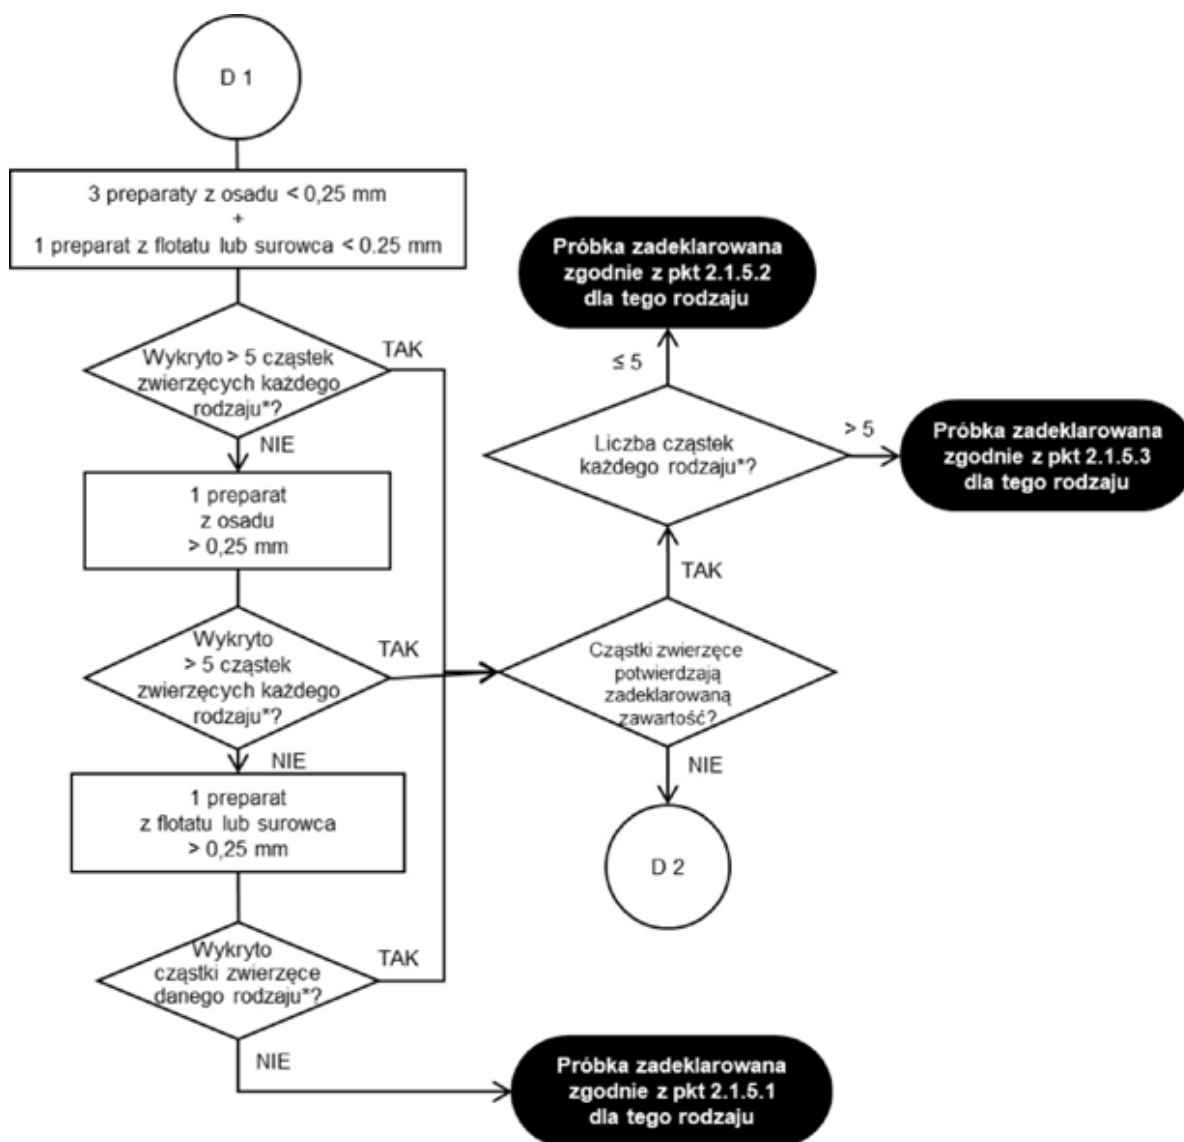 D 1
3 preparaty z osadu < 0,25 mm
+
1 preparat z flotatu lub surowca < 0.25 mm
Wykryto > 5 cząstek
zwierzęcych każdego
rodzaju*?
TAK
NIE
1 preparat
z osadu
> 0,25 mm
Wykryto
> 5 cząstek
zwierzęcych każdego
rodzaju*?
TAK
NIE
1 preparat
z flotatu lub surowca
> 0,25 mm
Wykryto
cząstki zwierzęce
danego rodzaju*?
TAK
NIE
Próbka zadeklarowana
zgodnie z pkt 2.1.5.2
dla tego rodzaju
≤ 5
Liczba cząstek
każdego rodzaju*?
> 5
Próbka zadeklarowana
zgodnie z pkt 2.1.5.3
dla tego rodzaju
TAK
Cząstki zwierzęce
potwierdzają
zadeklarowaną
zawartość?
NIE
D 2
Próbka zadeklarowana
zgodnie z pkt 2.1.5.1
dla tego rodzaju